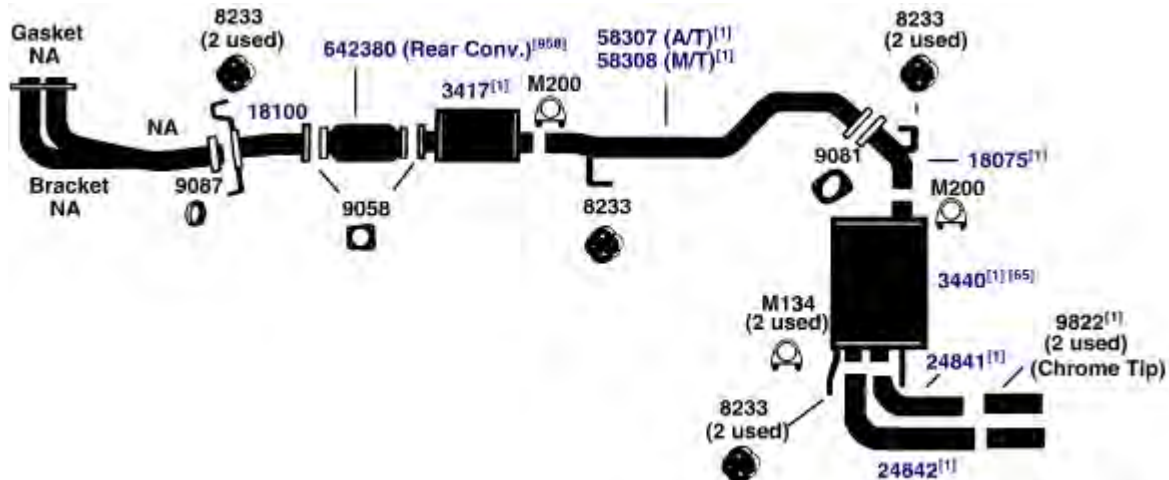 Gasket
NA
8233
(2 used)
642380 (Rear Conv.)[958]
58307 (A/T)[1]
58308 (M/T)[1]
8233
(2 used)
18100
3417[1]
M200
NA
Bracket
NA
9087
9058
8233
9081
18075[1]
M200
3440[1] [65]
M134
(2 used)
9822[1]
(2 used)
(Chrome Tip)
24841[1]
8233
(2 used)
24842[1]